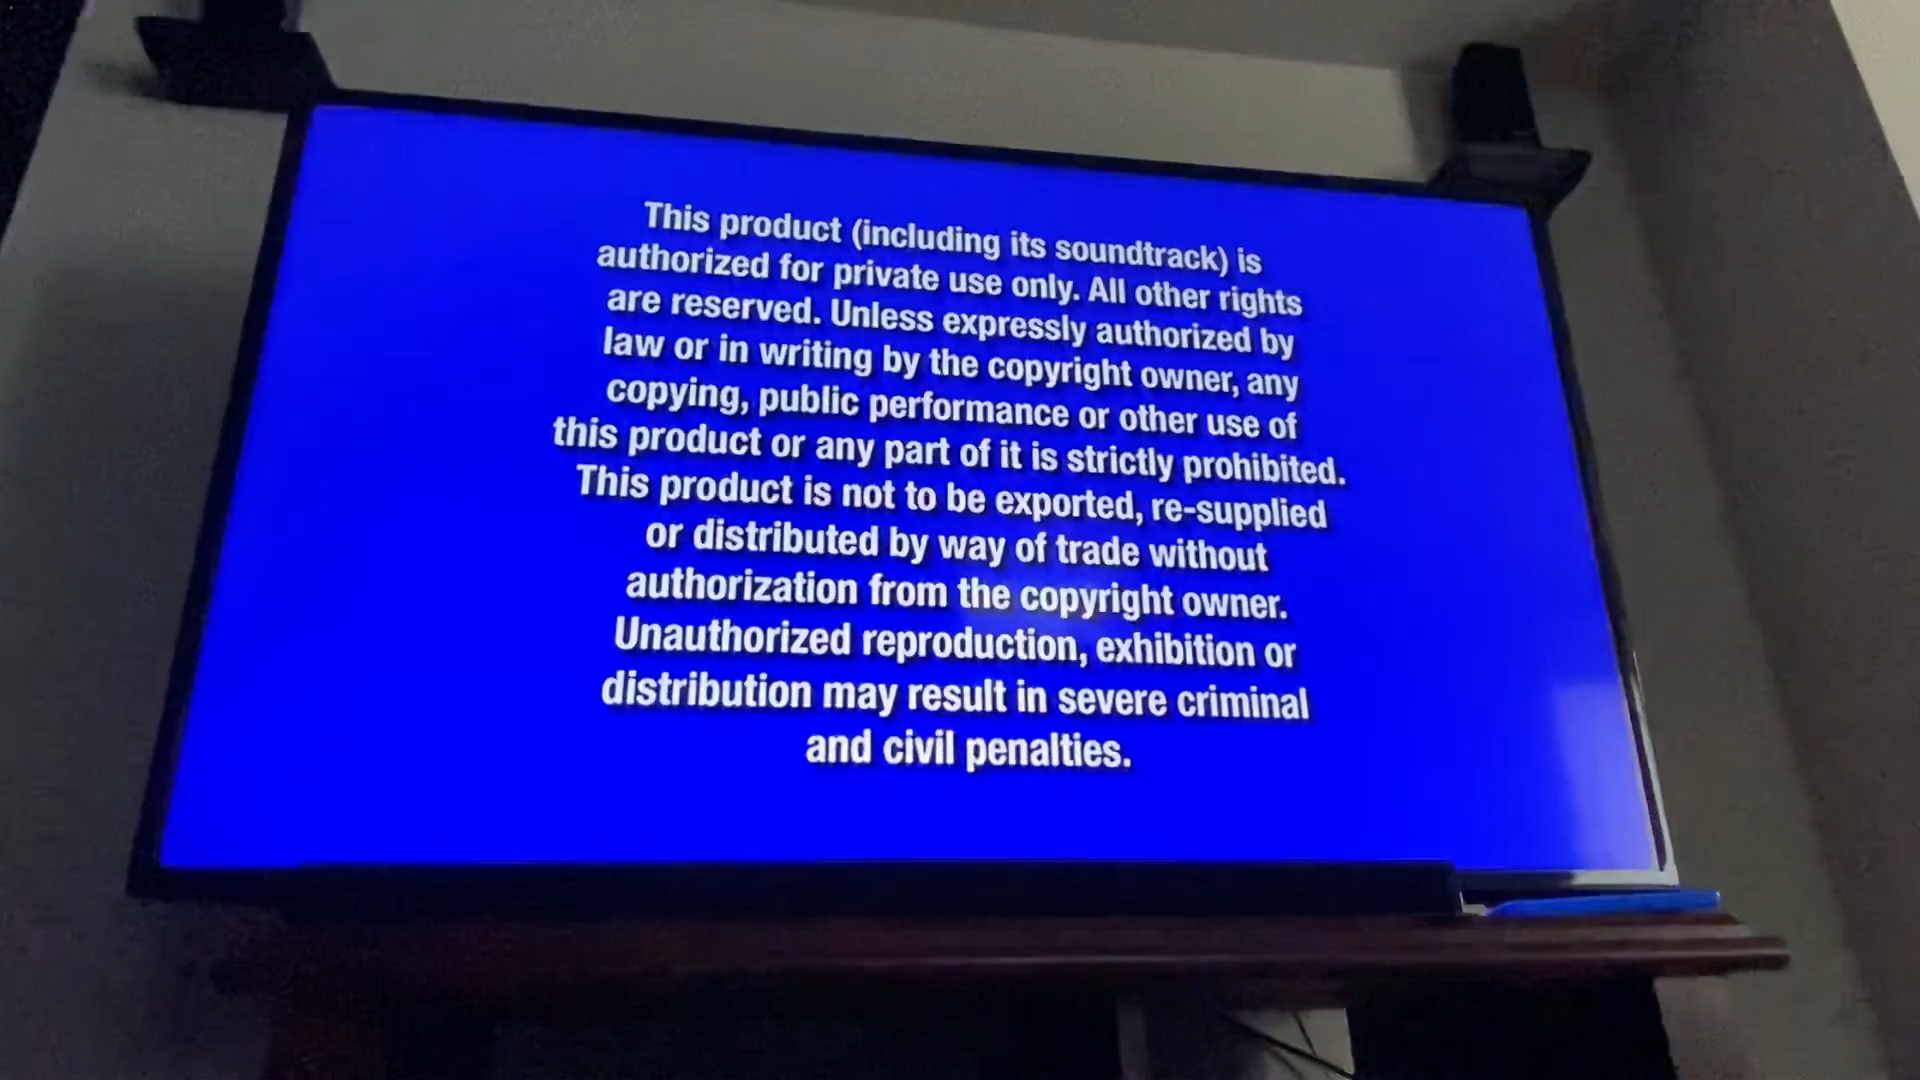 This product (including its soundtrack) is
authorized for private use only. All other rights
are reserved. Unless expressly authorized by
law or in writing by the copyright owner, any
copying, public performance or other use of
this product or any part of it is strictly prohibited.
This product is not to be exported, re-supplied
or distributed by way of trade without
authorization from the copyright owner.
Unauthorized reproduction, exhibition or
distribution may result in severe criminal
and civil penalties.